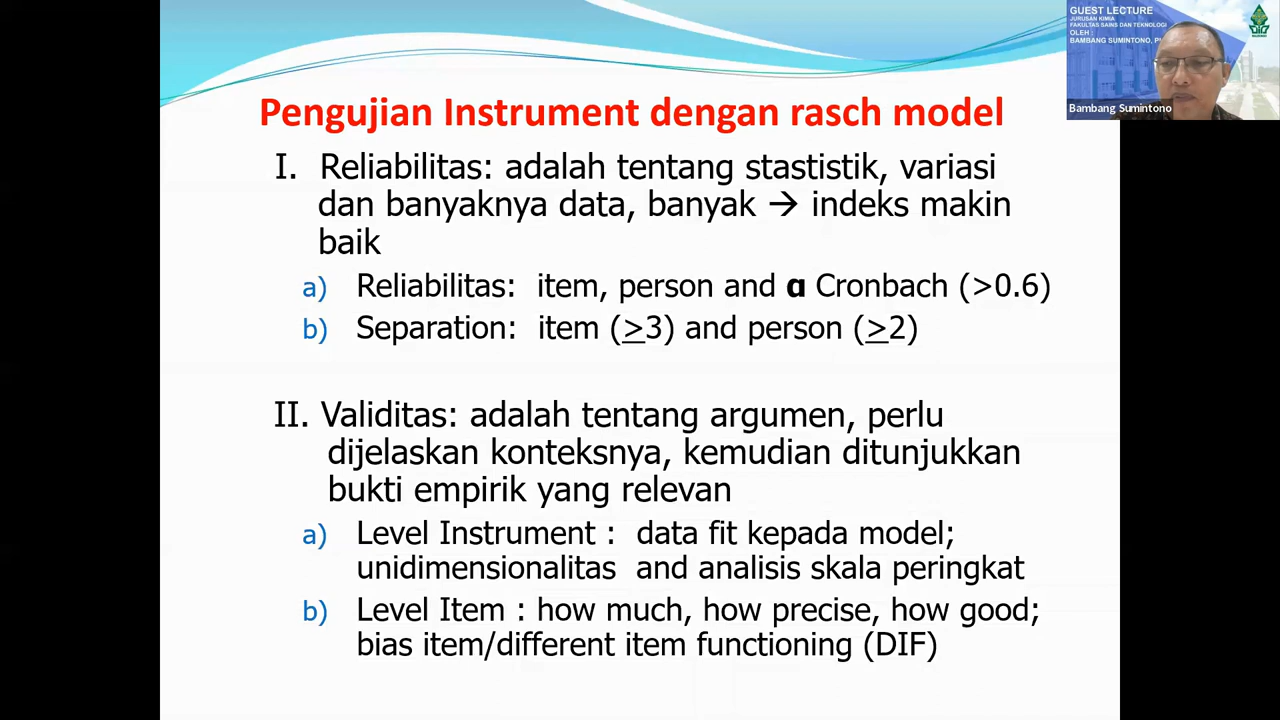 Pengujian Instrument dengan rasch model
I. Reliabilitas: adalah tentang stastistik, variasi
dan banyaknya data, banyak → indeks makin
baik
a) Reliabilitas: item, person and α Cronbach (>0.6)
b) Separation: item (>3) and person (>2)
II. Validitas: adalah tentang argumen, perlu
dijelaskan konteksnya, kemudian ditunjukkan
bukti empirik yang relevan
a) Level Instrument : data fit kepada model;
unidimensionalitas and analisis skala peringkat
b) Level Item : how much, how precise, how good;
bias item/different item functioning (DIF)
GUEST LECTURE
JURUSAN KIMIA
FAKULTAS SAINS DAN TEKNOLOGI
OLEH :
BAMBANG SUMINTONO,
Bambang Sumintono